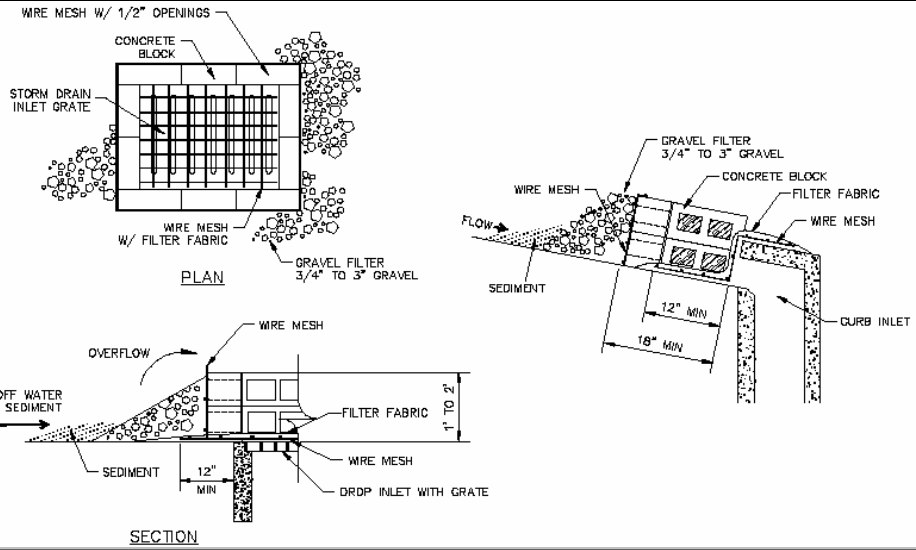 WIRE MESH W/ 1/2" OPENINGS
CONCRETE
BLOCK
STORM DRAIN
INLET GRATE
WIRE MESH
W/ FILTER FABRIC
GRAVEL FILTER
3/4" TO 3" GRAVEL
PLAN
GRAVEL FILTER
3/4" TO 3" GRAVEL
CONCRETE BLOCK
WIRE MESH
FILTER FABRIC
WIRE MESH
FLOW
SEDIMENT
12" MIN
18" MIN
CURB INLET
WIRE MESH
OVERFLOW
OFF WATER
SEDIMENT
FILTER FABRIC
1' TO 2'
WIRE MESH
SEDIMENT
12"
MIN
DROP INLET WITH GRATE
SECTION